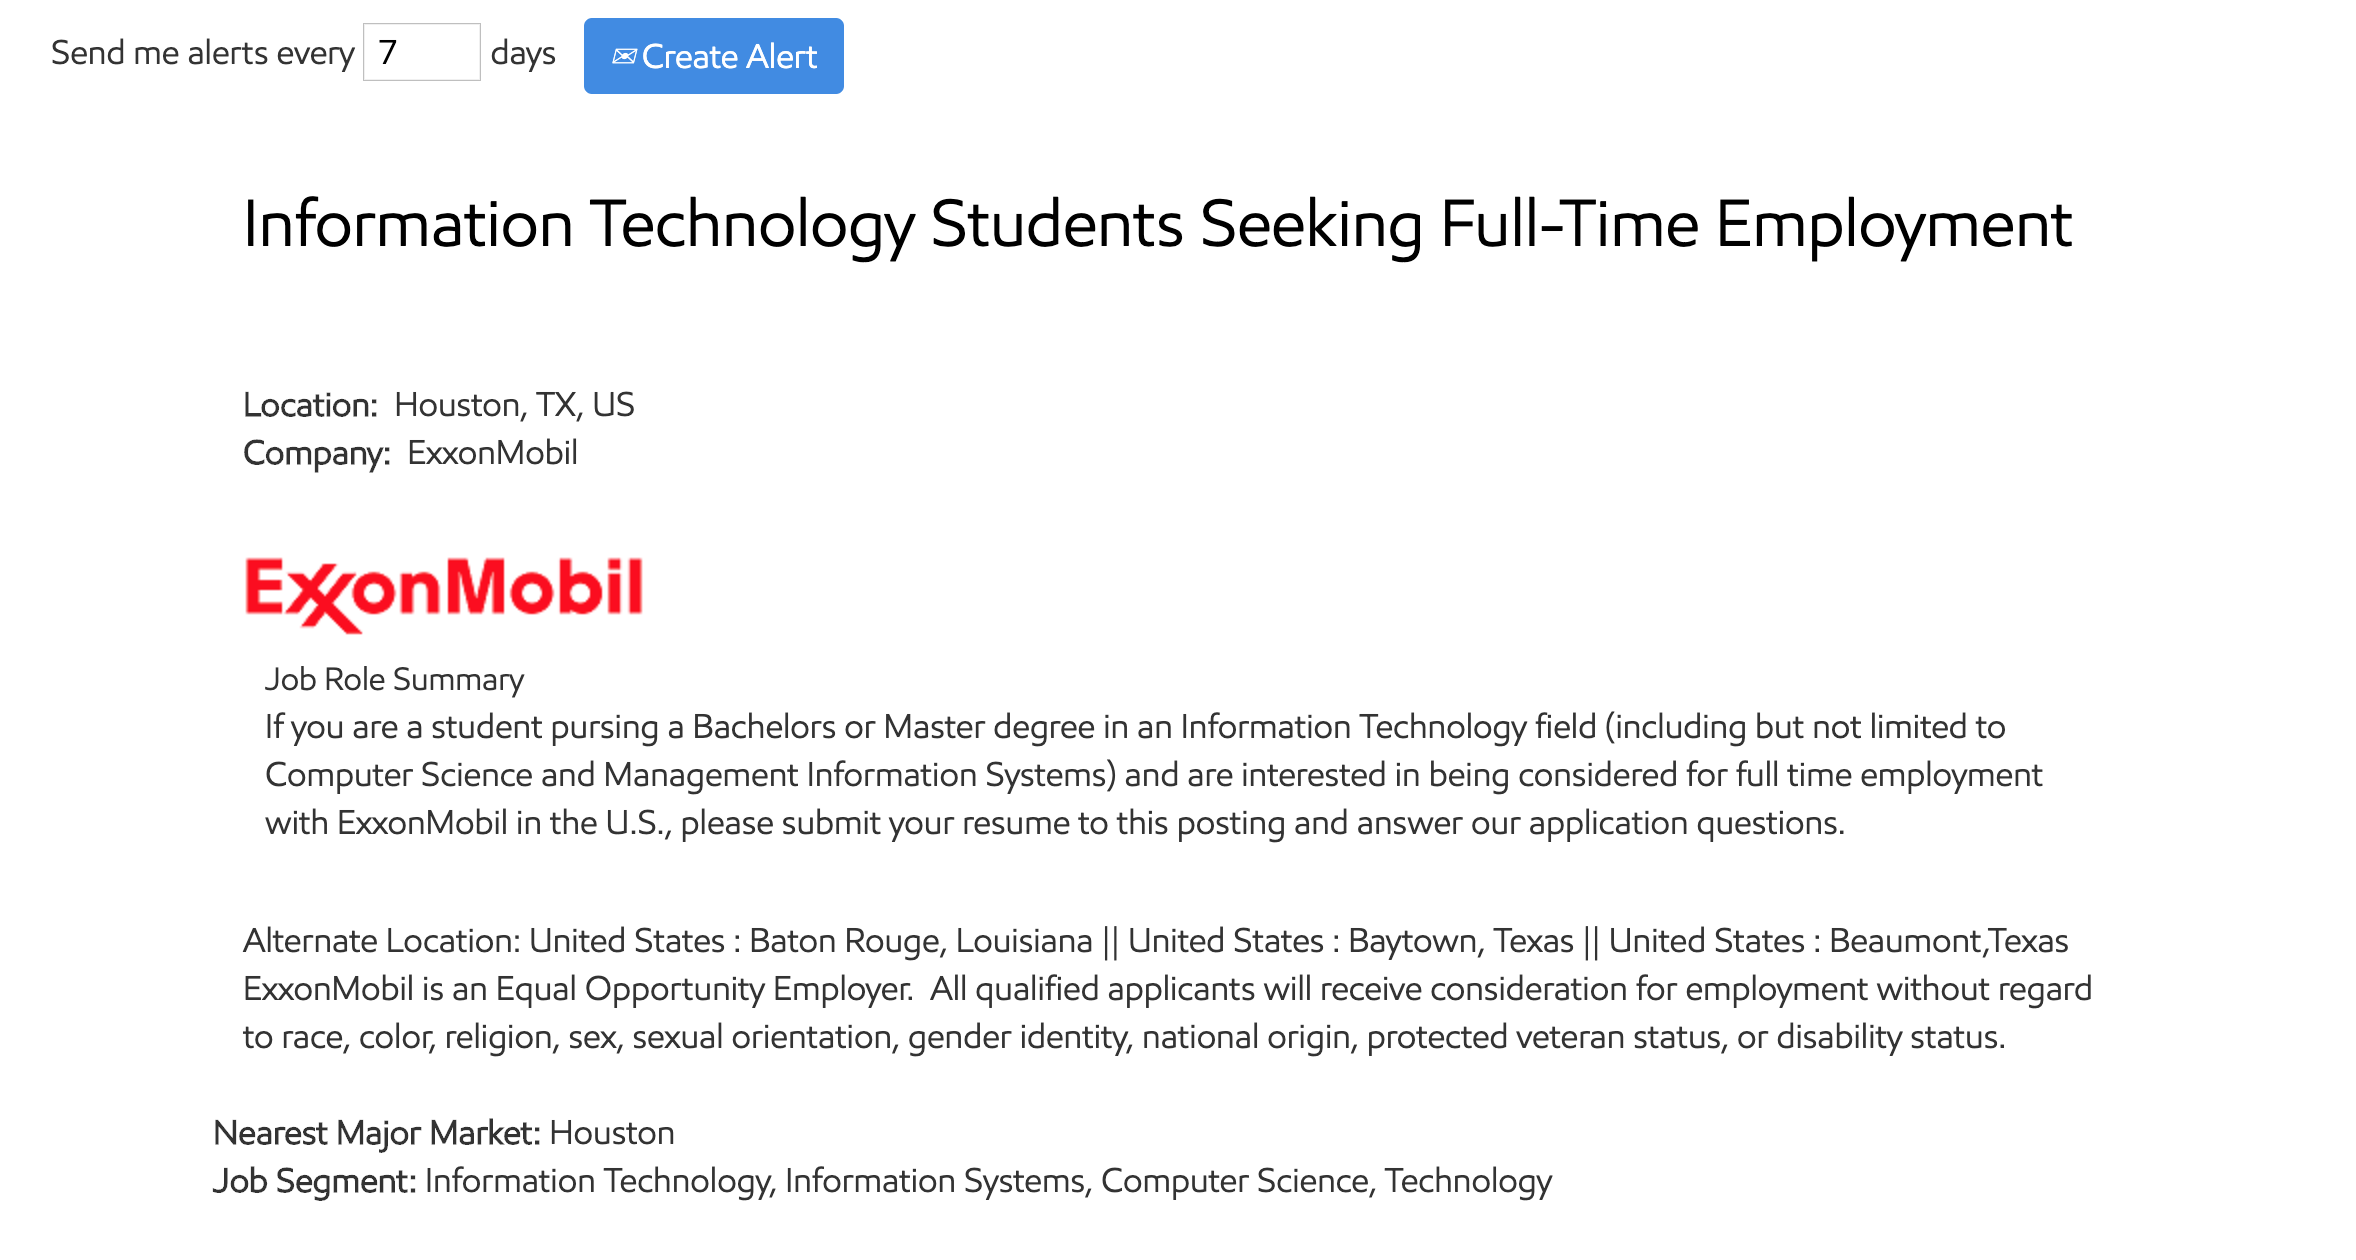 Send me alerts every 7 days ✉ Create Alert
Information Technology Students Seeking Full-Time Employment
Location: Houston, TX, US
Company: ExxonMobil
ExxonMobil
Job Role Summary
If you are a student pursing a Bachelors or Master degree in an Information Technology field (including but not limited to
Computer Science and Management Information Systems) and are interested in being considered for full time employment
with ExxonMobil in the U.S., please submit your resume to this posting and answer our application questions.
Alternate Location: United States : Baton Rouge, Louisiana || United States : Baytown, Texas || United States : Beaumont,Texas
ExxonMobil is an Equal Opportunity Employer.  All qualified applicants will receive consideration for employment without regard
to race, color, religion, sex, sexual orientation, gender identity, national origin, protected veteran status, or disability status.
Nearest Major Market: Houston
Job Segment: Information Technology, Information Systems, Computer Science, Technology